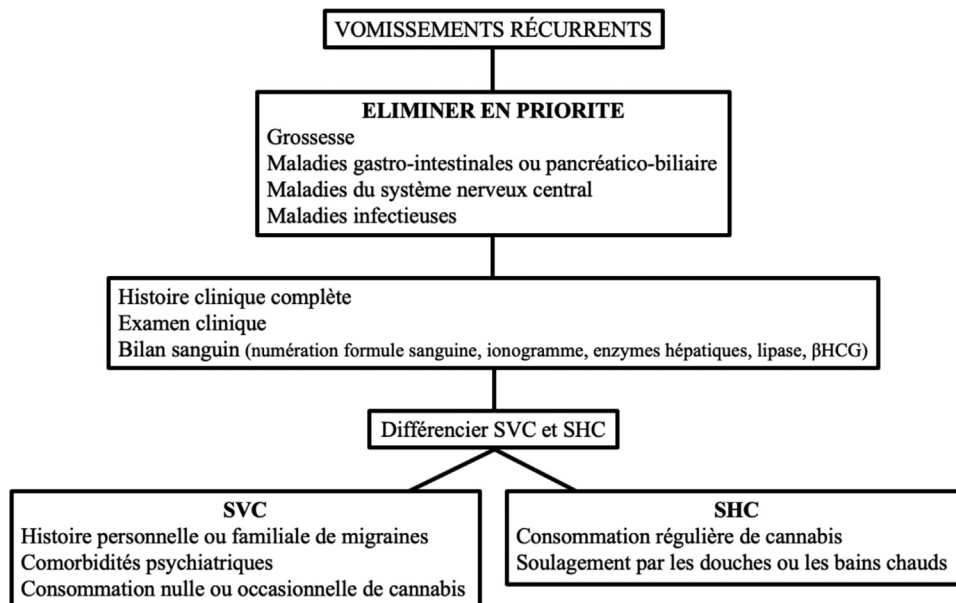 VOMISSEMENTS RÉCURRENTS
ELIMINER EN PRIORITE
Grossesse
Maladies gastro-intestinales ou pancréatico-biliaire
Maladies du système nerveux central
Maladies infectieuses
Histoire clinique complète
Examen clinique
Bilan sanguin (numération formule sanguine, ionogramme, enzymes hépatiques, lipase, βHCG)
Différencier SVC et SHC
SVC
Histoire personnelle ou familiale de migraines
Comorbidités psychiatriques
Consommation nulle ou occasionnelle de cannabis
SHC
Consommation régulière de cannabis
Soulagement par les douches ou les bains chauds